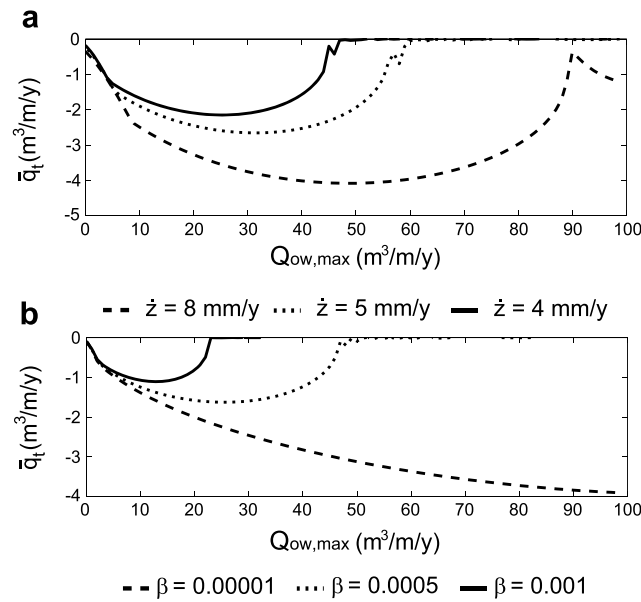 a
0
-1
-2
-3
-4
-5
q̄t(m³/m/y)
0 10 20 30 40 50 60 70 80 90 100
Qow,max (m³/m/y)
ż = 8 mm/y ż = 5 mm/y ż = 4 mm/y
b
0
-1
-2
-3
-4
q̄t(m³/m/y)
0 10 20 30 40 50 60 70 80 90 100
Qow,max (m³/m/y)
β = 0.00001 β = 0.0005 β = 0.001